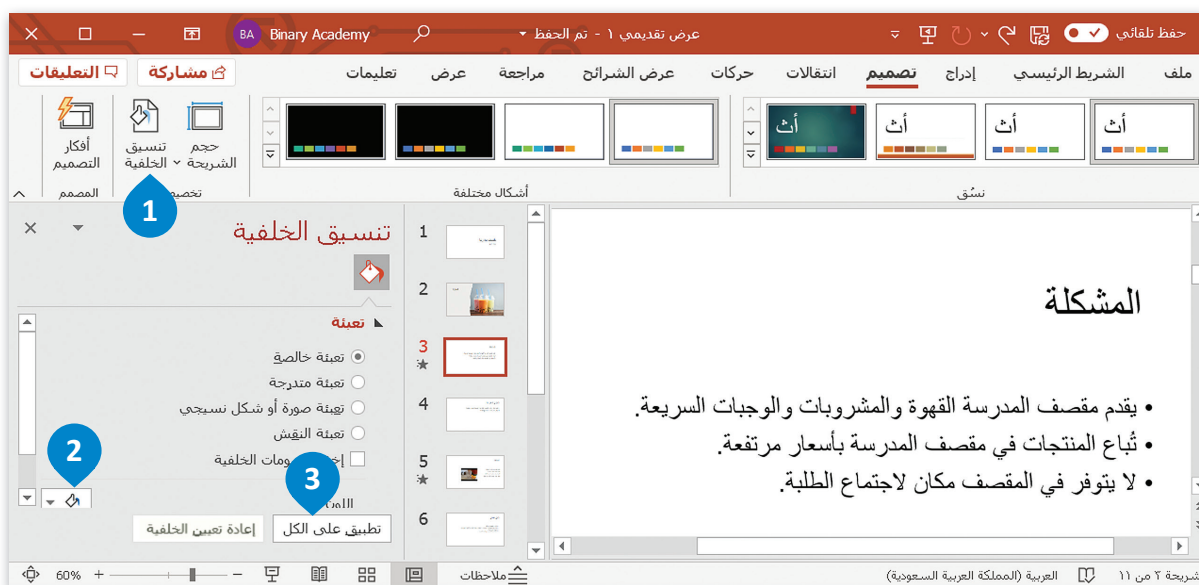 حفظ تلقائي
عرض تقديمي ١ - تم الحفظ
Binary Academy
BA
ملف
الشريط الرئيسي
إدراج
تصميم
انتقالات
حركات
عرض الشرائح
مراجعة
عرض
تعليمات
مشاركة
التعليقات
أث
أث
أث
أث
نسُق
أشكال مختلفة
حجم
الشريحة
تنسيق
الخلفية
أفكار
التصميم
المصمم
1
تنسيق الخلفية
تعبئة
تعبئة خالصة
تعبئة متدرجة
تعبئة صورة أو شكل نسيجي
تعبئة النقش
2
3
تطبيق على الكل
إعادة تعيين الخلفية
1
2
3
4
5
6
المشكلة
• يقدم مقصف المدرسة القهوة والمشروبات والوجبات السريعة.
• تُباع المنتجات في مقصف المدرسة بأسعار مرتفعة.
• لا يتوفر في المقصف مكان لاجتماع الطلبة.
شريحة ٣ من ١١
العربية (المملكة العربية السعودية)
ملاحظات
60%